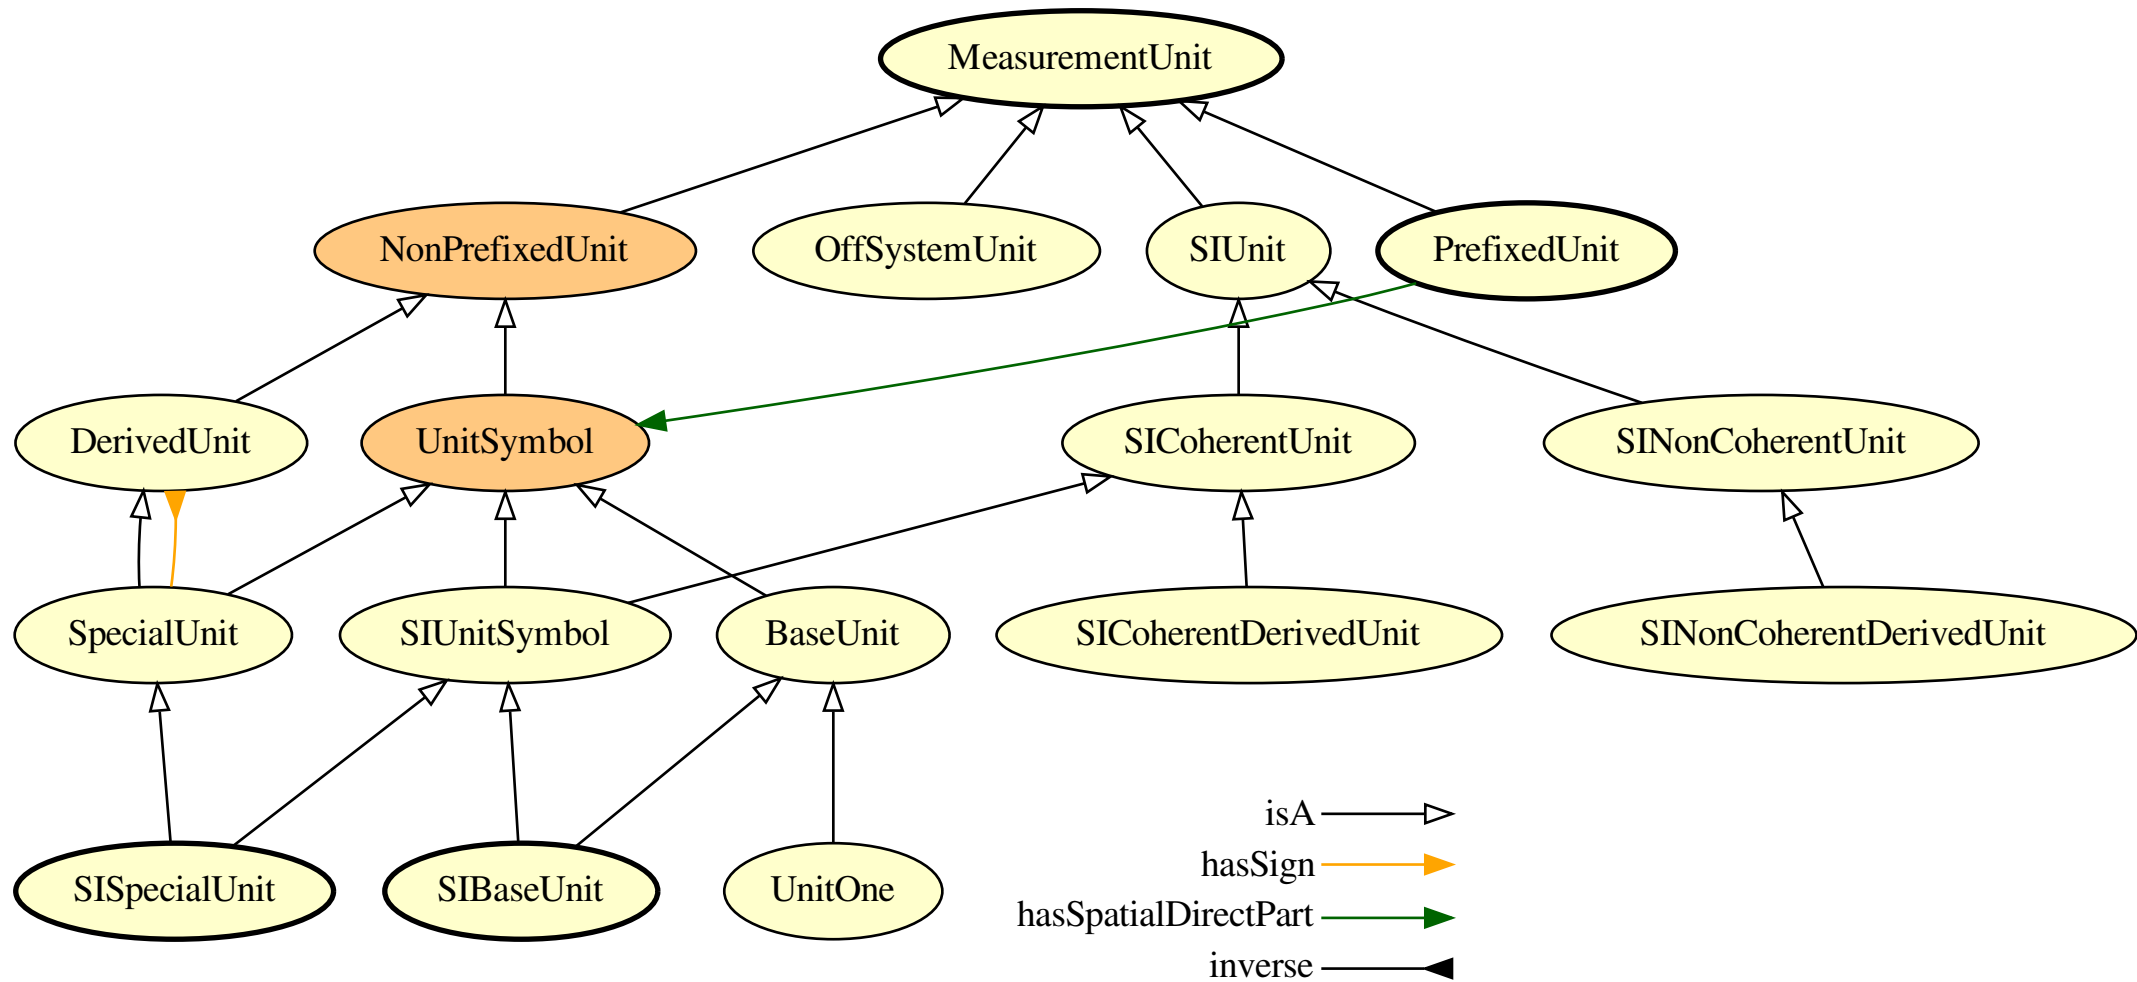 MeasurementUnit
NonPrefixedUnit
OffSystemUnit
SIUnit
PrefixedUnit
DerivedUnit
UnitSymbol
SICoherentUnit
SINonCoherentUnit
SpecialUnit
SIUnitSymbol
BaseUnit
SICoherentDerivedUnit
SINonCoherentDerivedUnit
SISpecialUnit
SIBaseUnit
UnitOne
isA
hasSign
hasSpatialDirectPart
inverse